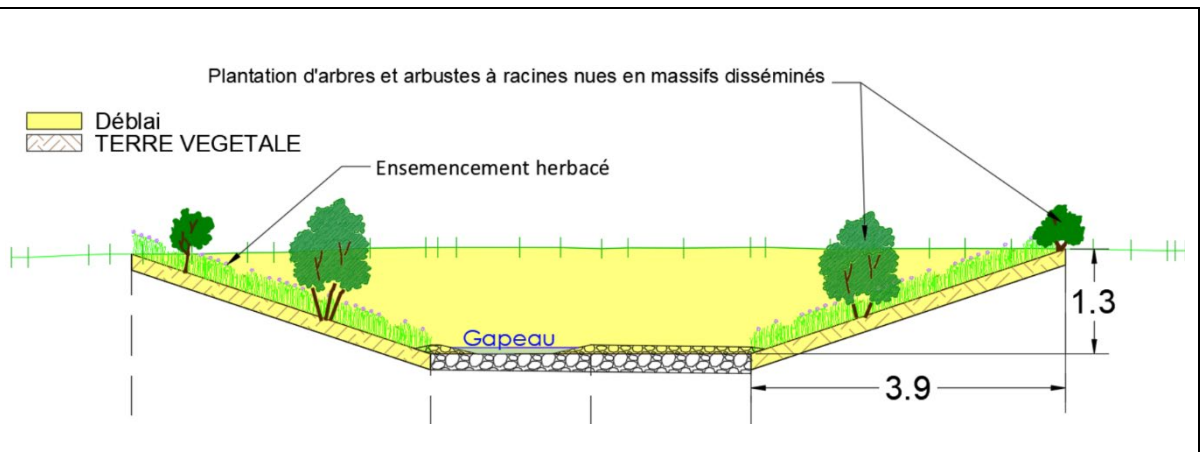 Plantation d'arbres et arbustes à racines nues en massifs disséminés
Déblai
TERRE VEGETALE
Ensemencement herbacé
Gapeau
1.3
3.9